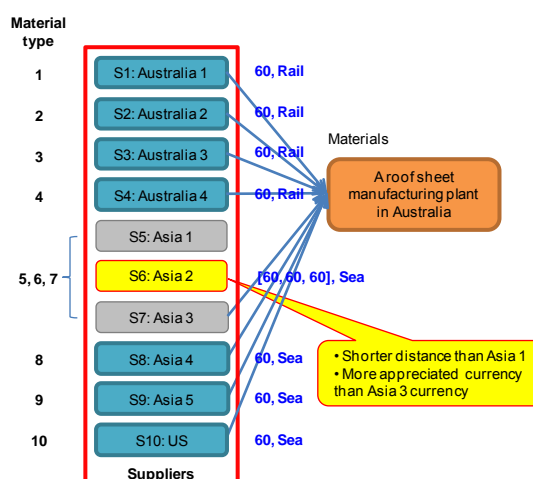 Material
type
1
S1: Australia 1
60, Rail
2
S2: Australia 2
60, Rail
3
S3: Australia 3
60, Rail
Materials
A roof sheet
manufacturing plant
in Australia
4
S4: Australia 4
60, Rail
S5: Asia 1
5, 6, 7
S6: Asia 2
[60, 60, 60], Sea
S7: Asia 3
• Shorter distance than Asia 1
• More appreciated currency
than Asia 3 currency
8
S8: Asia 4
60, Sea
9
S9: Asia 5
60, Sea
10
S10: US
60, Sea
Suppliers